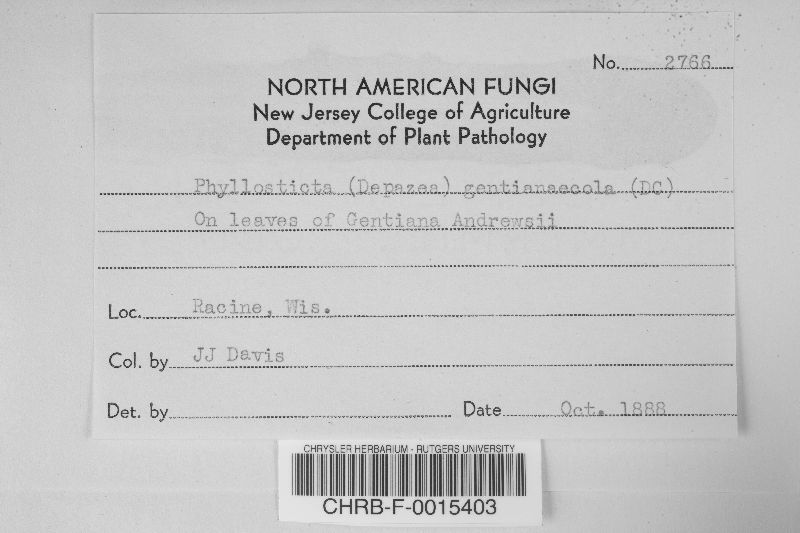 No. 2766
NORTH AMERICAN FUNGI
New Jersey College of Agriculture
Department of Plant Pathology
Phyllosticta (Depazea) gentianaecola (DC)
On leaves of Gentiana Andrewsii
Loc. Racine, Wis.
Col. by JJ Davis
Det. by Date Oct. 1888
CHRYSLER HERBARIUM - RUTGERS UNIVERSITY
CHRB-F-0015403